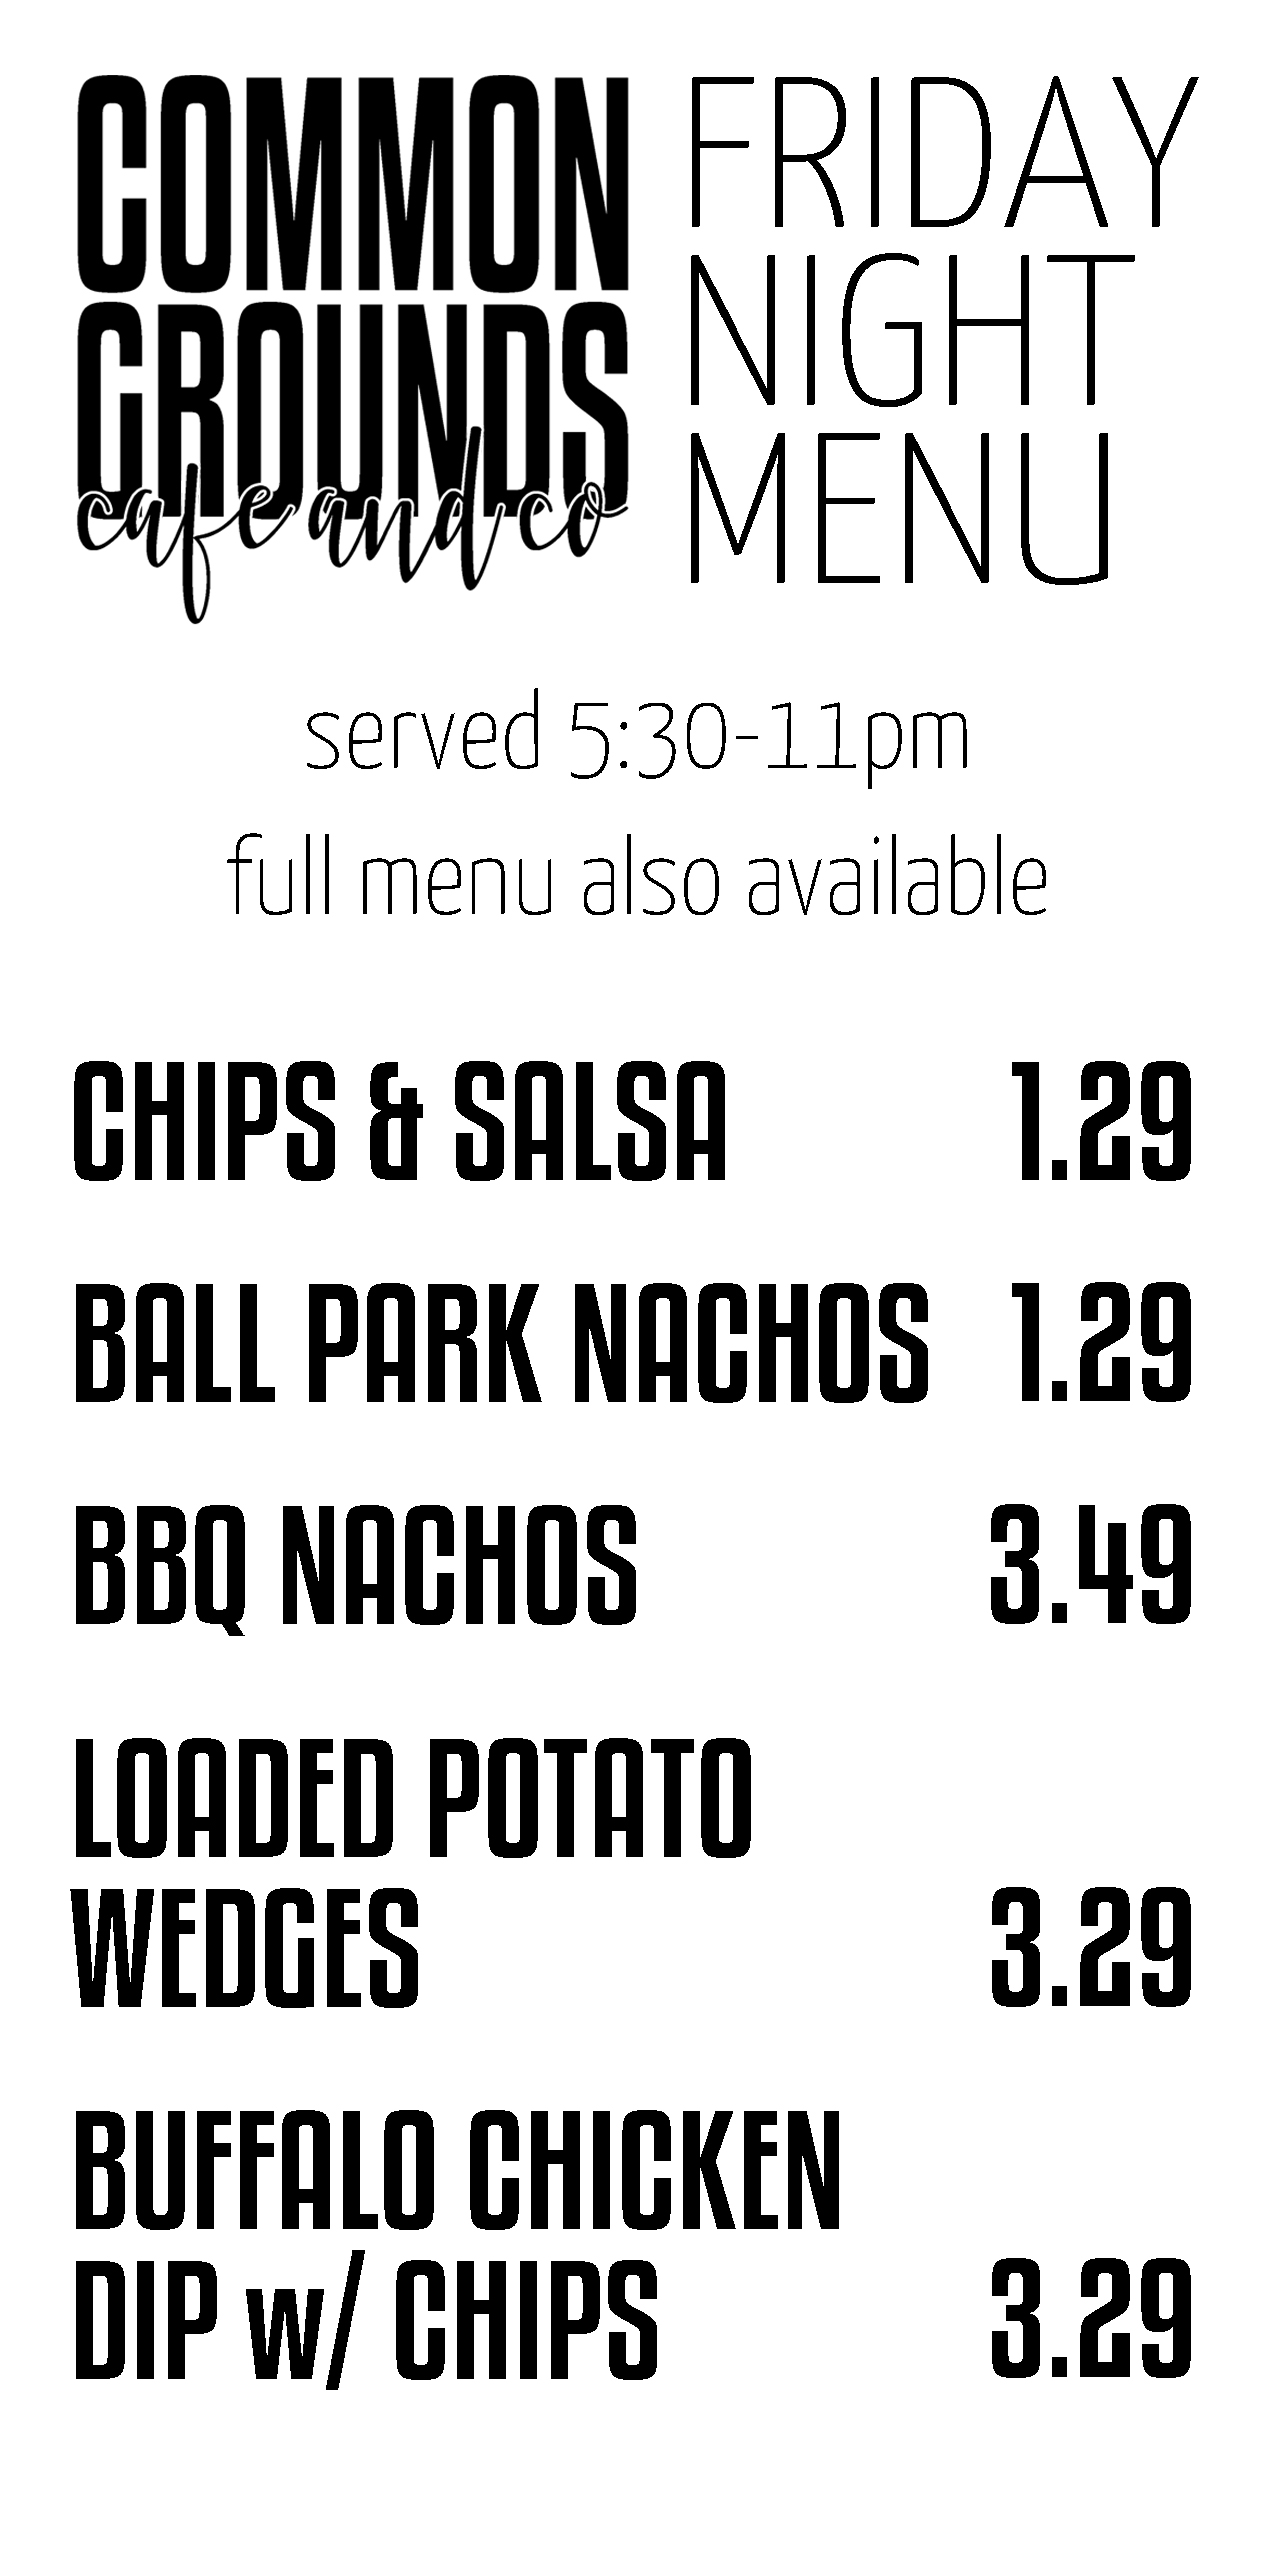 COMMON
GROUNDS
cafe and co
FRIDAY
NIGHT
MENU
served 5:30-11pm
full menu also available
CHIPS & SALSA 1.29
BALL PARK NACHOS 1.29
BBQ NACHOS 3.49
LOADED POTATO
WEDGES 3.29
BUFFALO CHICKEN
DIP w/ CHIPS 3.29